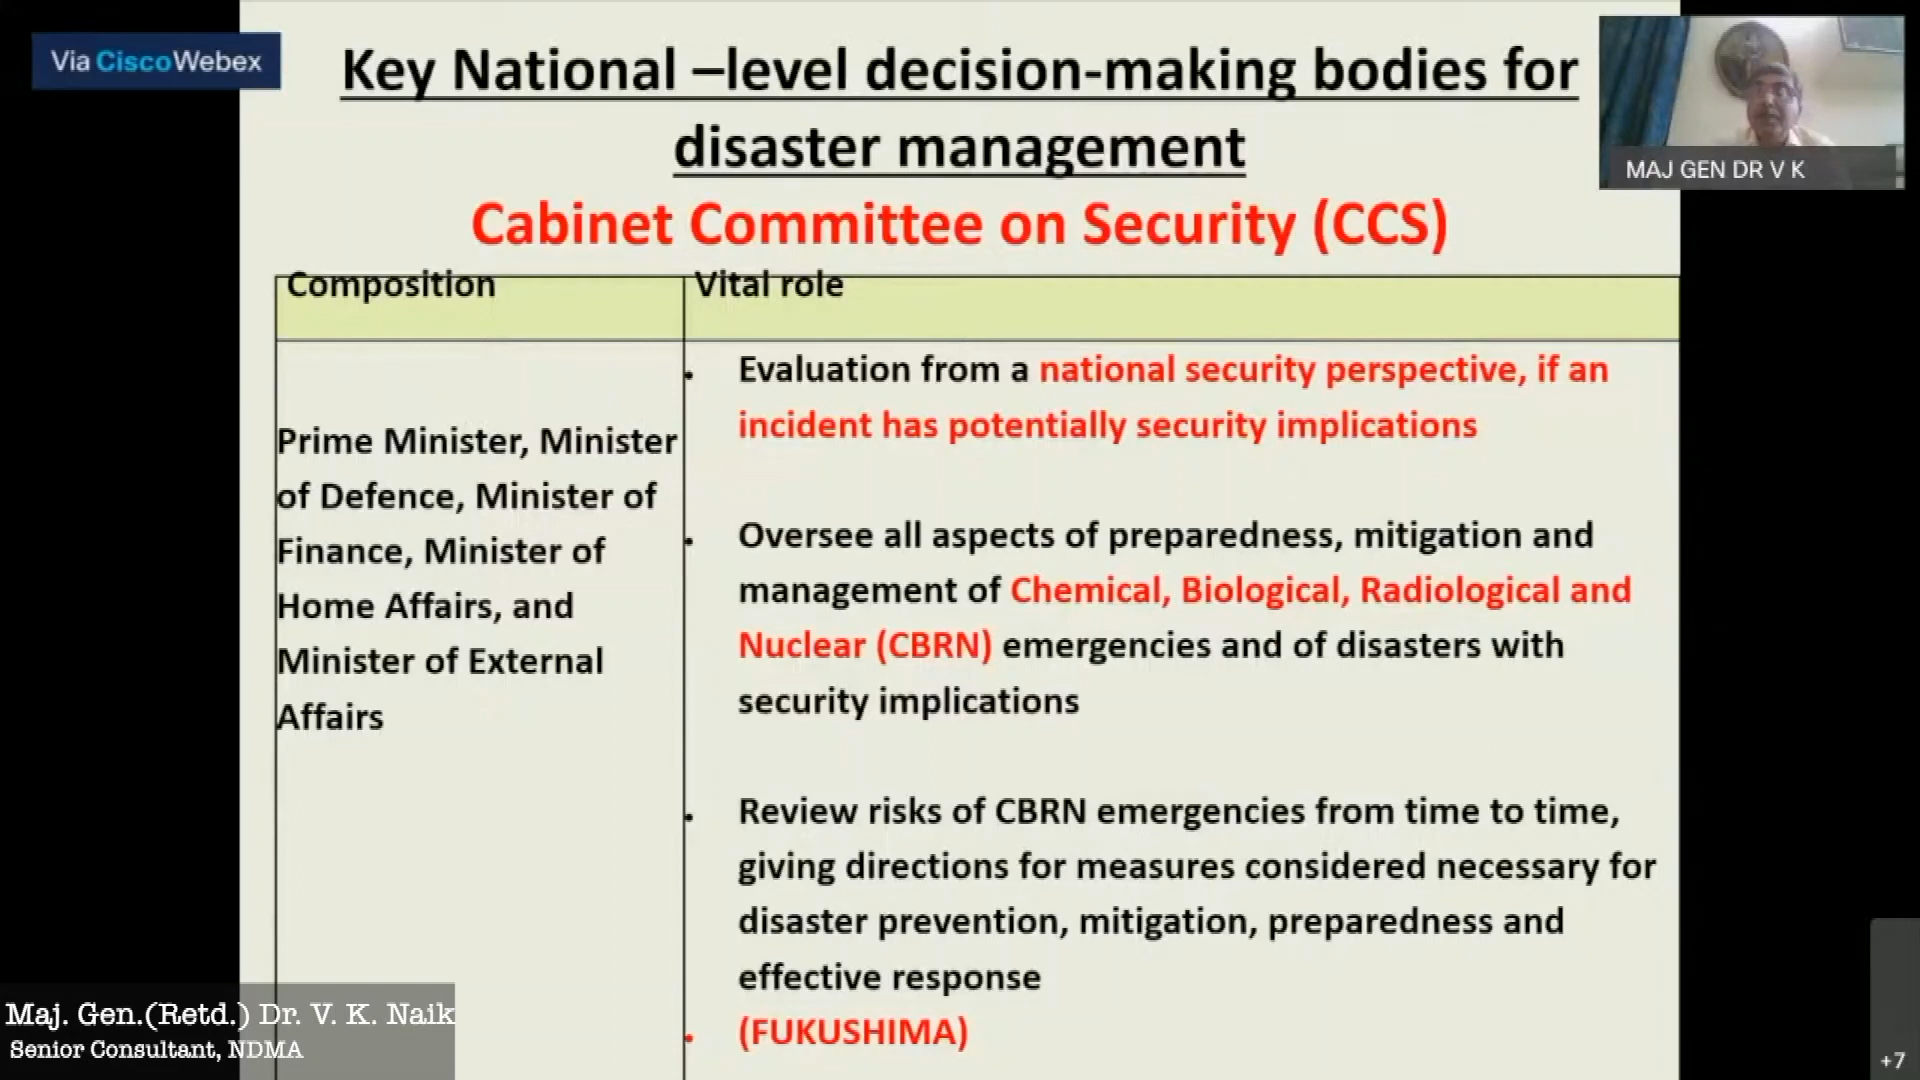 Via CiscoWebex
Key National –level decision-making bodies for
disaster management
Cabinet Committee on Security (CCS)
MAJ GEN DR V K
Composition
Vital role
Prime Minister, Minister
of Defence, Minister of
Finance, Minister of
Home Affairs, and
Minister of External
Affairs
• Evaluation from a national security perspective, if an
incident has potentially security implications
• Oversee all aspects of preparedness, mitigation and
management of Chemical, Biological, Radiological and
Nuclear (CBRN) emergencies and of disasters with
security implications
• Review risks of CBRN emergencies from time to time,
giving directions for measures considered necessary for
disaster prevention, mitigation, preparedness and
effective response
• (FUKUSHIMA)
Maj. Gen.(Retd.) Dr. V. K. Naik
Senior Consultant, NDMA
+7